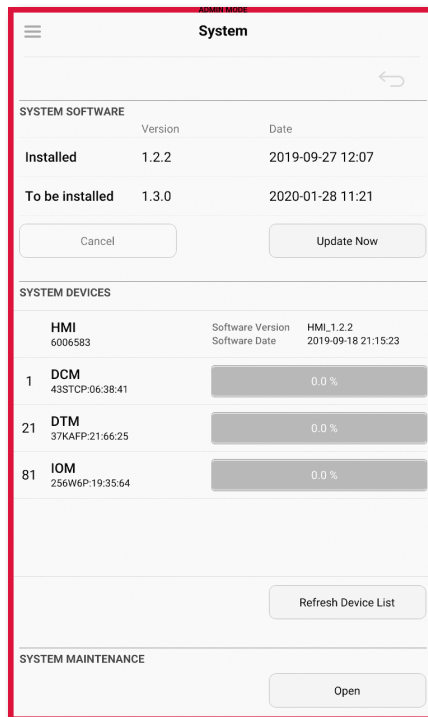 ADMIN MODE
System
SYSTEM SOFTWARE
Version Date
Installed 1.2.2 2019-09-27 12:07
To be installed 1.3.0 2020-01-28 11:21
Cancel Update Now
SYSTEM DEVICES
HMI Software Version HMI_1.2.2
6006583 Software Date 2019-09-18 21:15:23
1 DCM 0.0 %
43STCP:06:38:41
21 DTM 0.0 %
37KAFP:21:66:25
81 IOM 0.0 %
256W6P:19:35:64
Refresh Device List
SYSTEM MAINTENANCE
Open